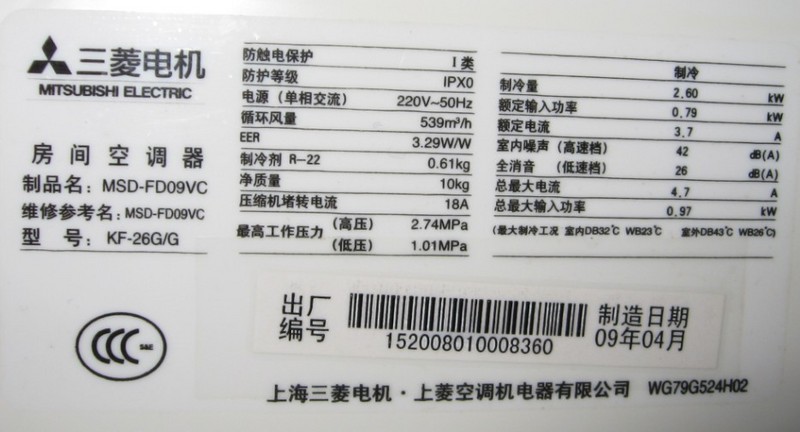 三菱电机
MITSUBISHI ELECTRIC
房间空调器
制品名：MSD-FD09VC
维修参考名：MSD-FD09VC
型 号： KF-26G/G
防触电保护 I 类
防护等级 IPX0
电源（单相交流） 220V~50Hz
循环风量 539m³/h
EER 3.29W/W
制冷剂 R-22 0.61kg
净质量 10kg
压缩机堵转电流 18A
最高工作压力 （高压） 2.74MPa
（低压） 1.01MPa
制冷
制冷量 2.60 kW
额定输入功率 0.79 kW
额定电流 3.7 A
室内噪声（高速档） 42 dB(A)
全消音 （低速档） 26 dB(A)
总最大电流 4.7 A
总最大输入功率 0.97 kW
(最大制冷工况 室内DB32℃ WB23℃ 室外DB43℃ WB26℃)
CCC
S&E
出厂
编号
152008010008360
制造日期
09年04月
上海三菱电机·上菱空调机电器有限公司 WG79G524H02